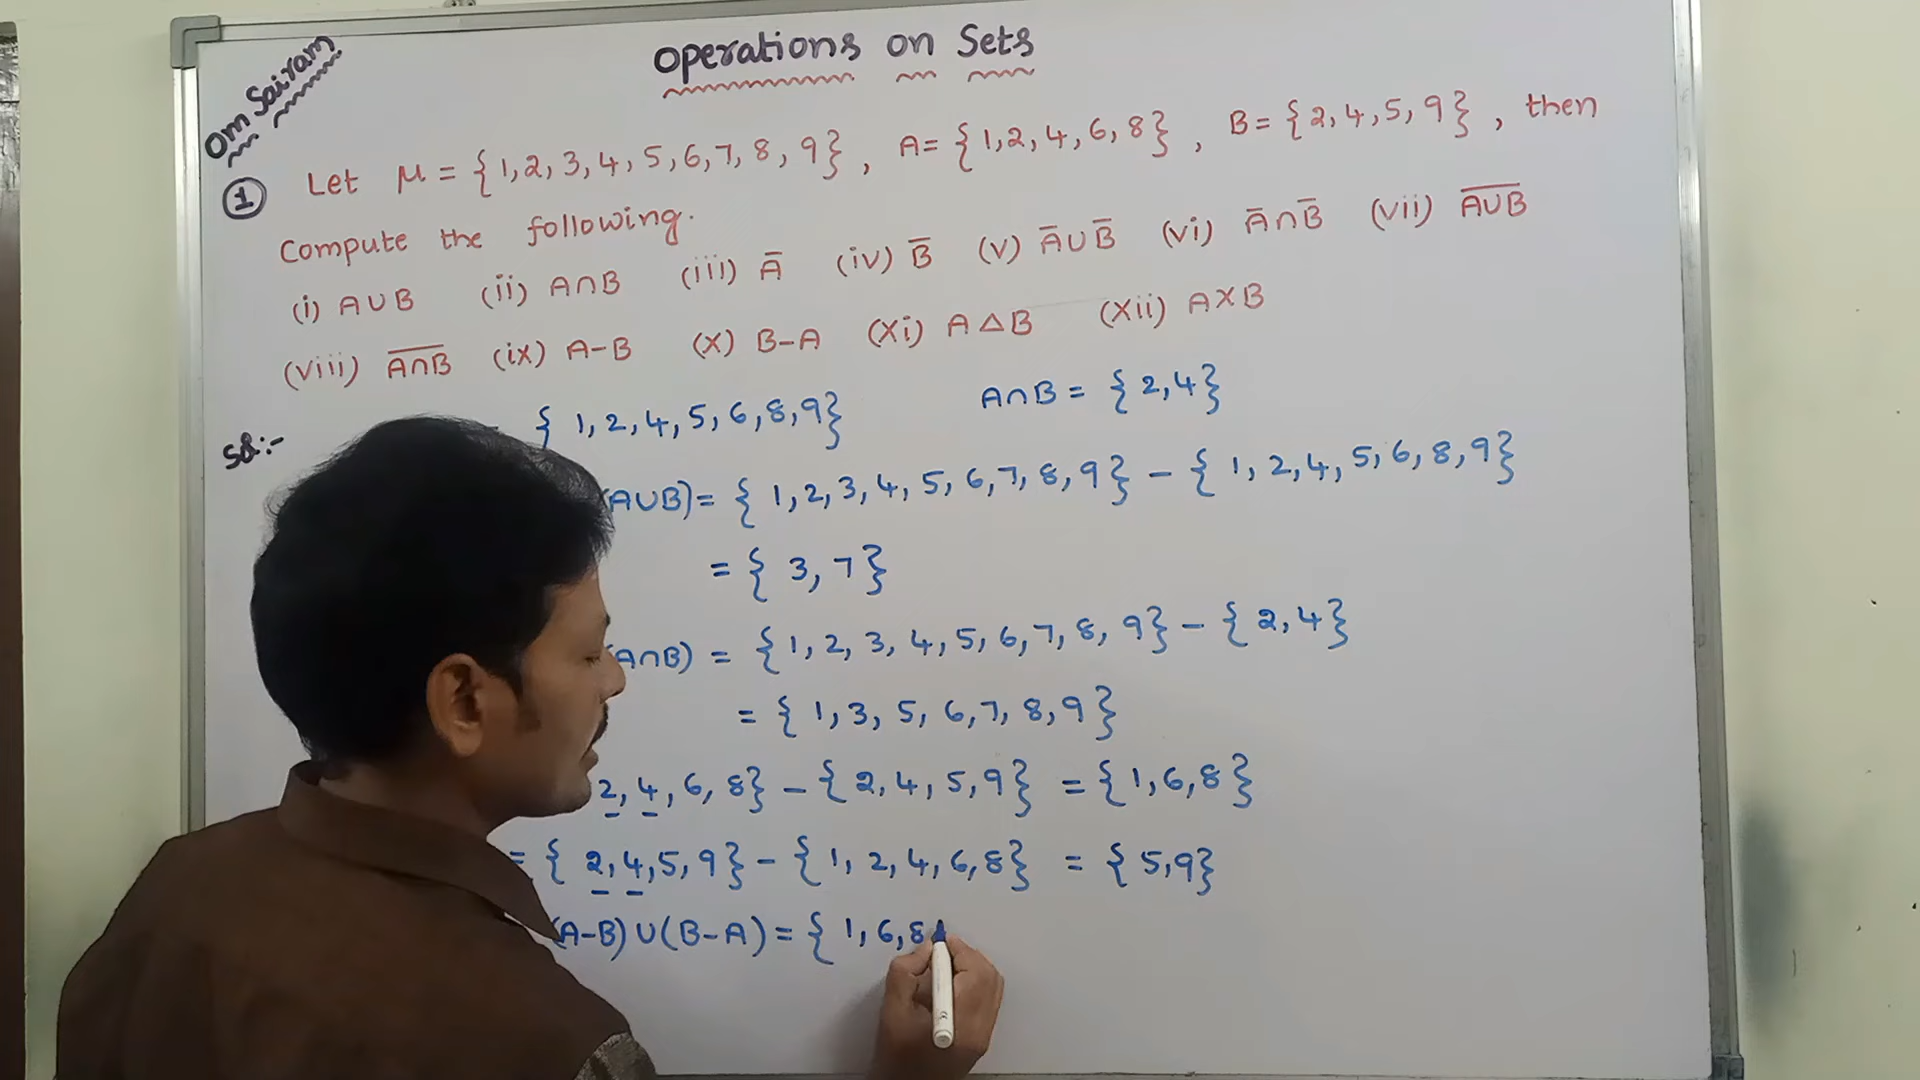 Om Sairam
Operations on Sets
1 Let μ = {1,2,3,4,5,6,7,8,9}, A= {1,2,4,6,8}, B= {2,4,5,9}, then
Compute the following.
(i) A∪B (ii) A∩B (iii) A̅ (iv) B̅ (v) A̅∪B̅ (vi) A̅∩B̅ (vii) A̅∪̅B̅
(viii) A̅∩̅B̅ (ix) A-B (x) B-A (xi) A△B (xii) A×B
Sol:- { 1,2,4,5,6,8,9} A∩B = {2,4}
(A∪B)= { 1,2,3,4,5,6,7,8,9} - { 1,2,4,5,6,8,9}
= { 3,7}
(A∩B) = {1,2,3,4,5,6,7,8,9} - {2,4}
= { 1,3,5,6,7,8,9}
2,4,6,8} - {2,4,5,9} = {1,6,8}
= { 2,4,5,9} - {1,2,4,6,8} = {5,9}
(A-B)∪(B-A) = { 1,6,8